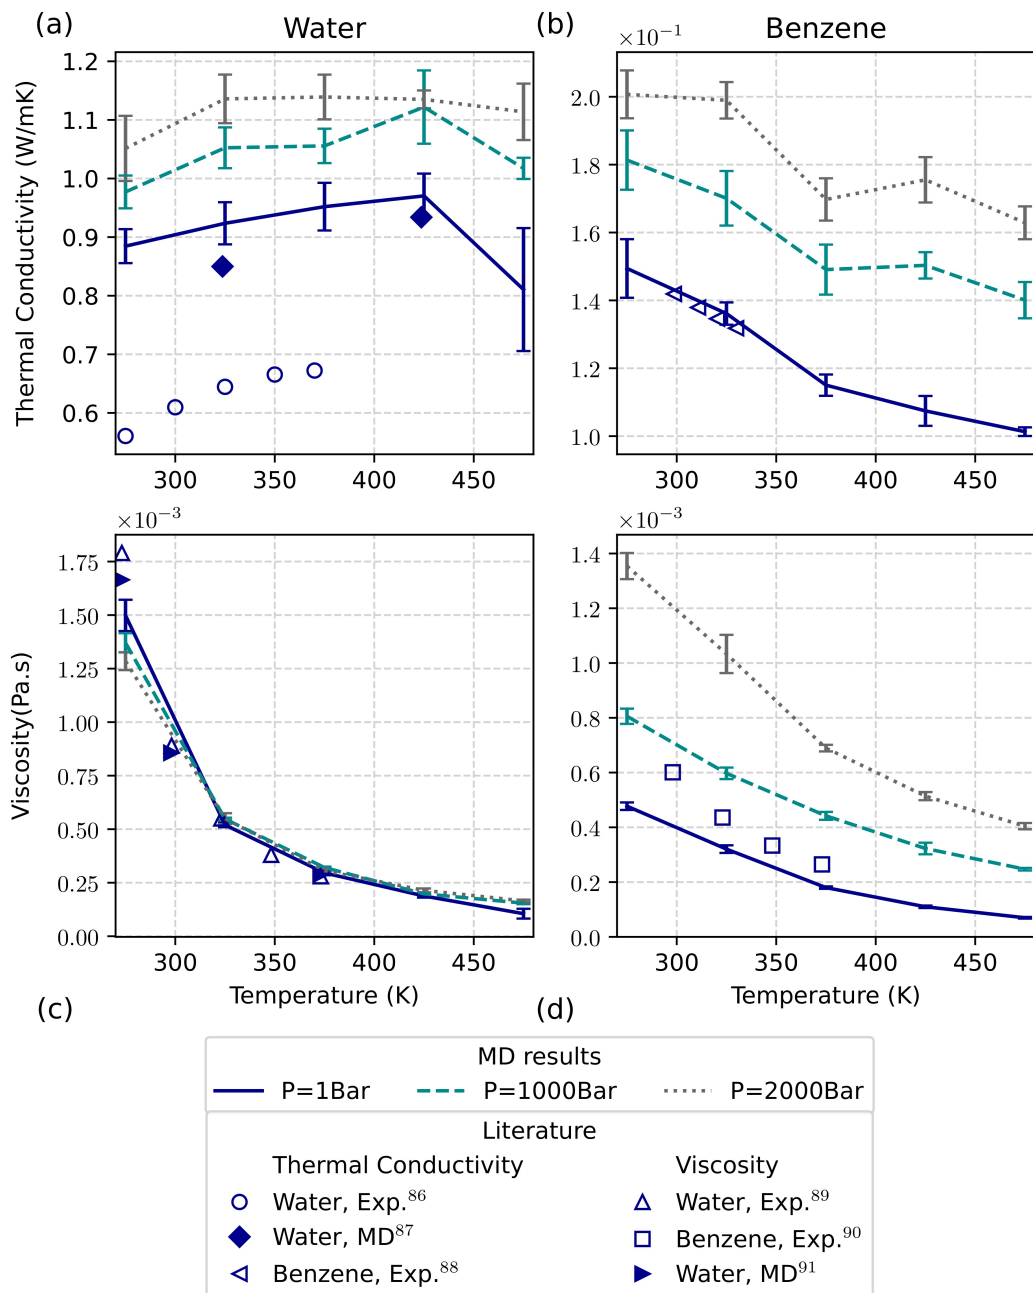 (a)
Water
(b)
Benzene
×10⁻¹
Thermal Conductivity (W/mK)
1.2
1.1
1.0
0.9
0.8
0.7
0.6
300 350 400 450
2.0
1.8
1.6
1.4
1.2
1.0
300 350 400 450
×10⁻³
Viscosity(Pa.s)
1.75
1.50
1.25
1.00
0.75
0.50
0.25
0.00
300 350 400 450
Temperature (K)
(c)
×10⁻³
1.4
1.2
1.0
0.8
0.6
0.4
0.2
0.0
300 350 400 450
Temperature (K)
(d)
MD results
P=1Bar P=1000Bar P=2000Bar
Literature
Thermal Conductivity Viscosity
Water, Exp.⁸⁶ Water, Exp.⁸⁹
Water, MD⁸⁷ Benzene, Exp.⁹⁰
Benzene, Exp.⁸⁸ Water, MD⁹¹